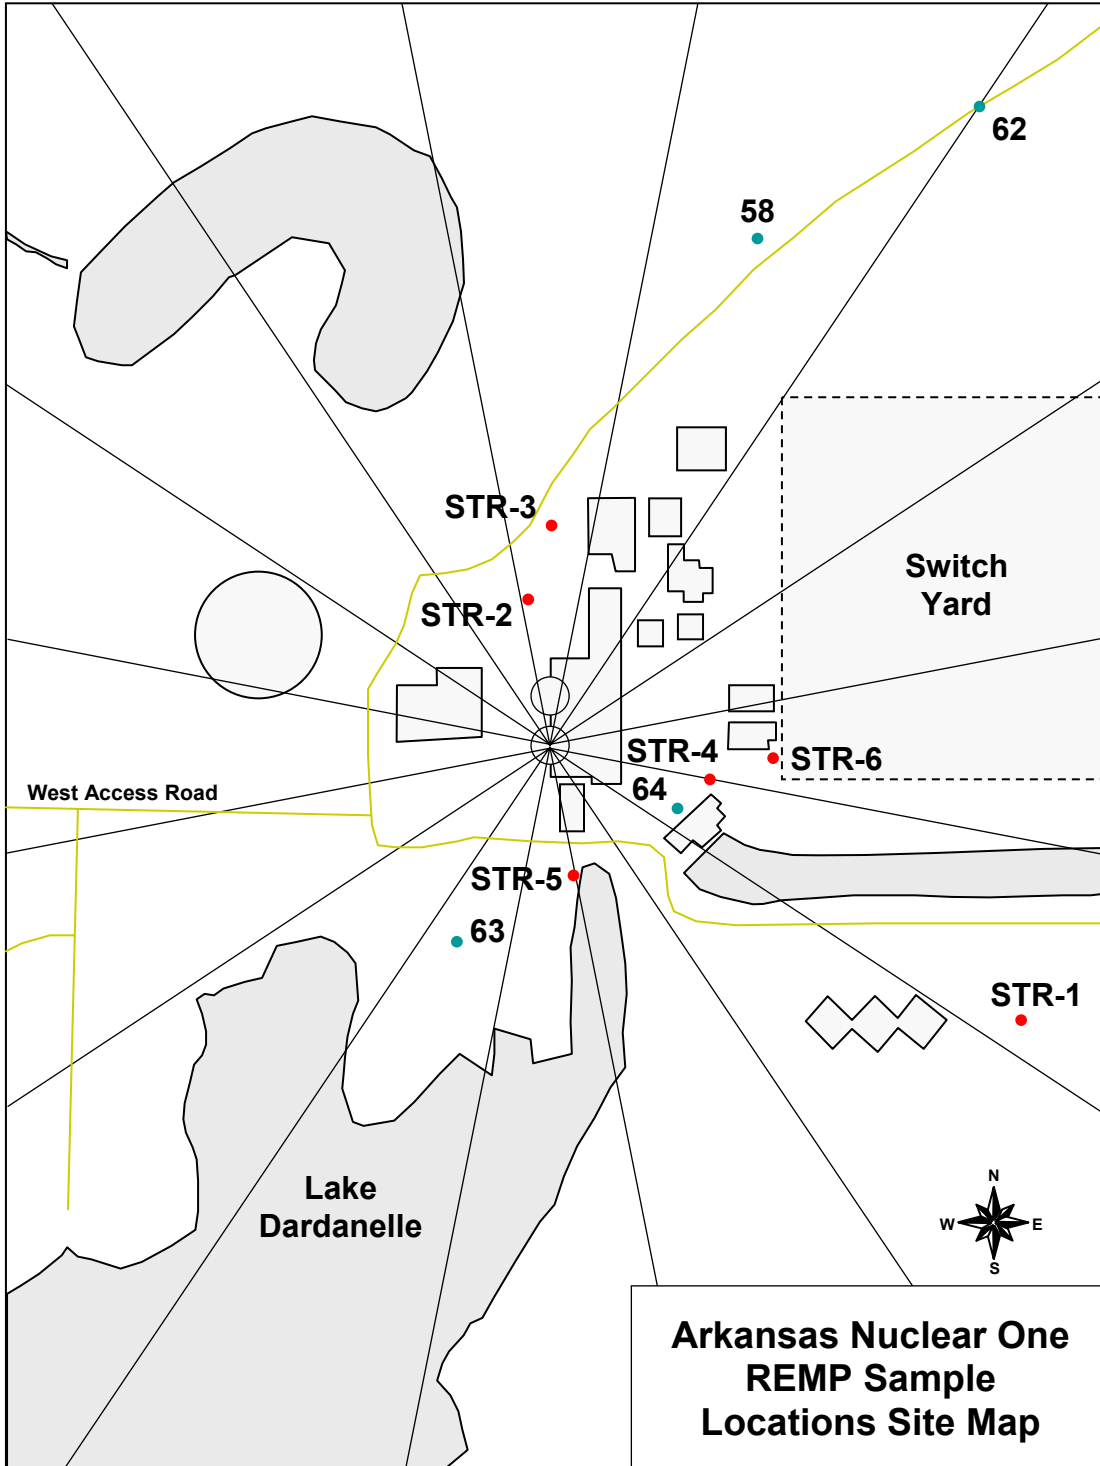 62
58
STR-3
Switch
Yard
STR-2
STR-4
STR-6
64
West Access Road
STR-5
63
STR-1
N
W
E
S
Lake
Dardanelle
Arkansas Nuclear One
REMP Sample
Locations Site Map